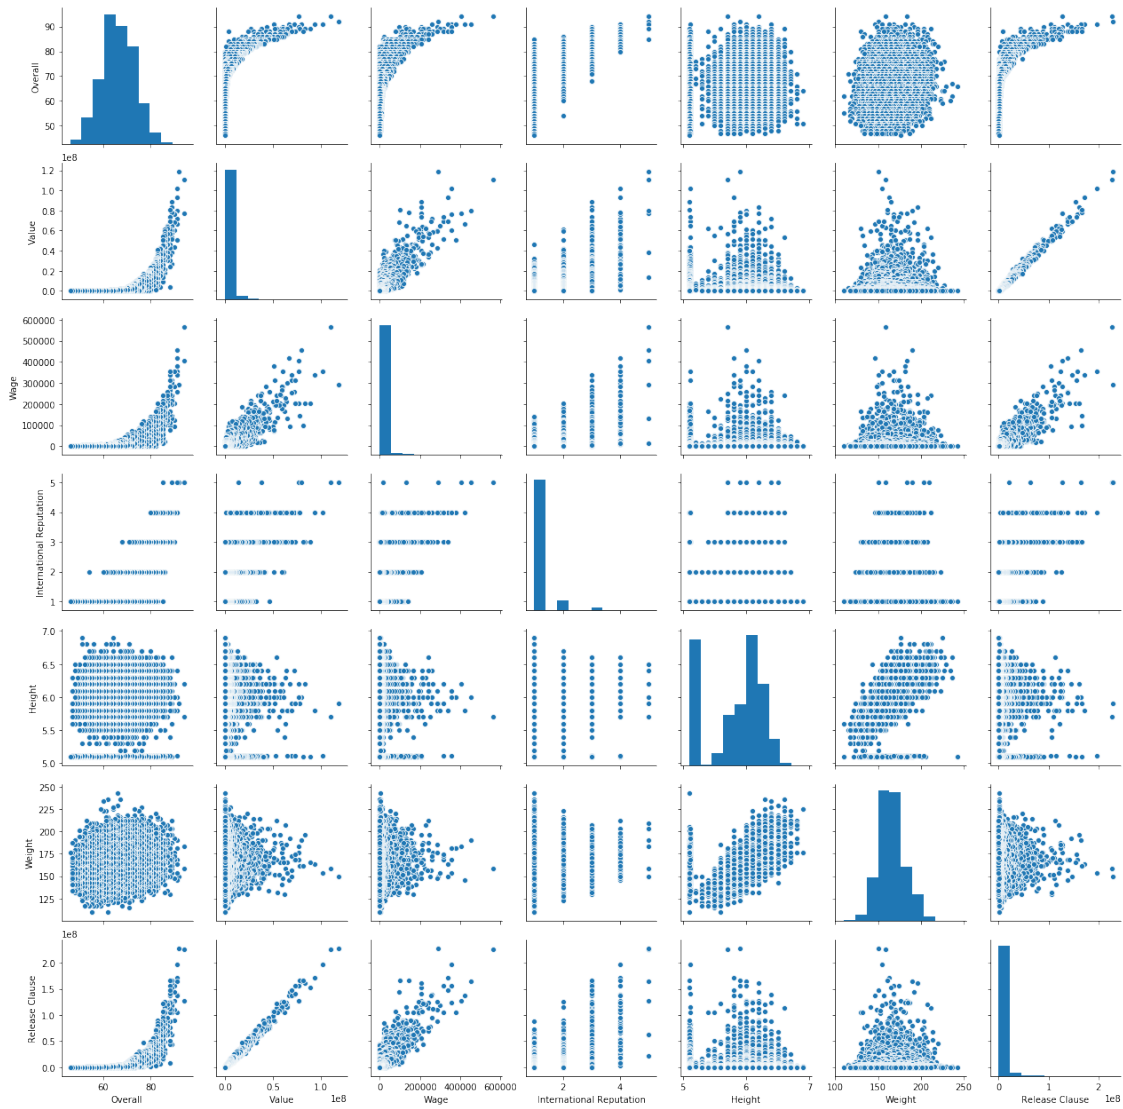 90
80
70
60
50
Overall
1e8
1.2
1.0
0.8
0.6
0.4
0.2
0.0
Value
600000
500000
400000
300000
200000
100000
0
Wage
5
4
3
2
1
International Reputation
7.0
6.5
6.0
5.5
5.0
Height
250
225
200
175
150
125
Weight
1e8
2.0
1.5
1.0
0.5
0.0
Release Clause
60 80
Overall
0.0 0.5 1.0
1e8
Value
0 200000 400000 600000
Wage
2 4
International Reputation
5 6 7
Height
100 150 200 250
Weight
0 1 2
1e8
Release Clause